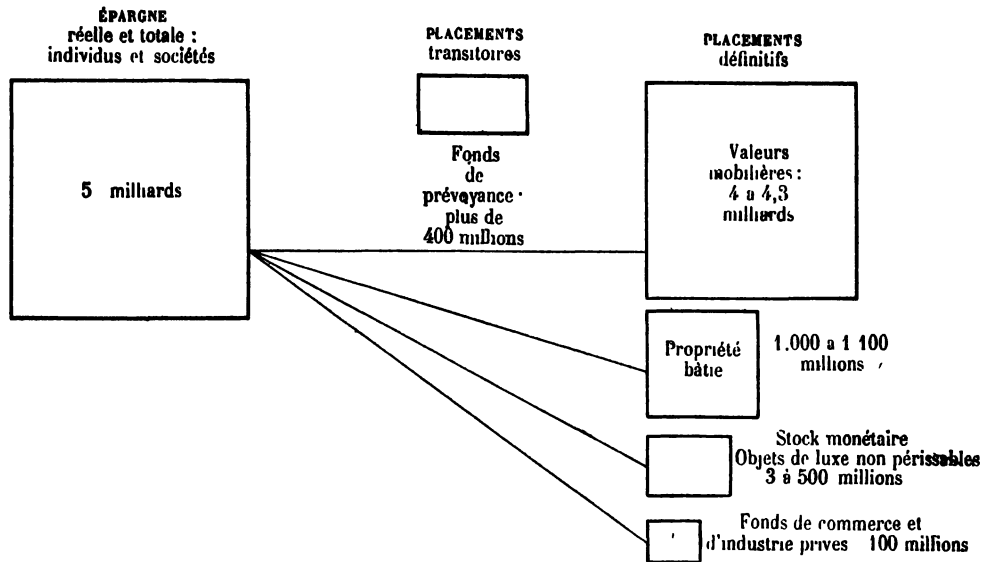 ÉPARGNE
réelle et totale :
individus et sociétés
5 milliards
PLACEMENTS
transitoires
Fonds
de
prévoyance ·
plus de
400 millions
PLACEMENTS
définitifs
Valeurs
mobilières :
4 a 4,3
milliards
Propriété
bâtie
1.000 a 1 100
millions
Stock monétaire
Objets de luxe non périssables
3 à 500 millions
Fonds de commerce et
d'industrie prives 100 millions